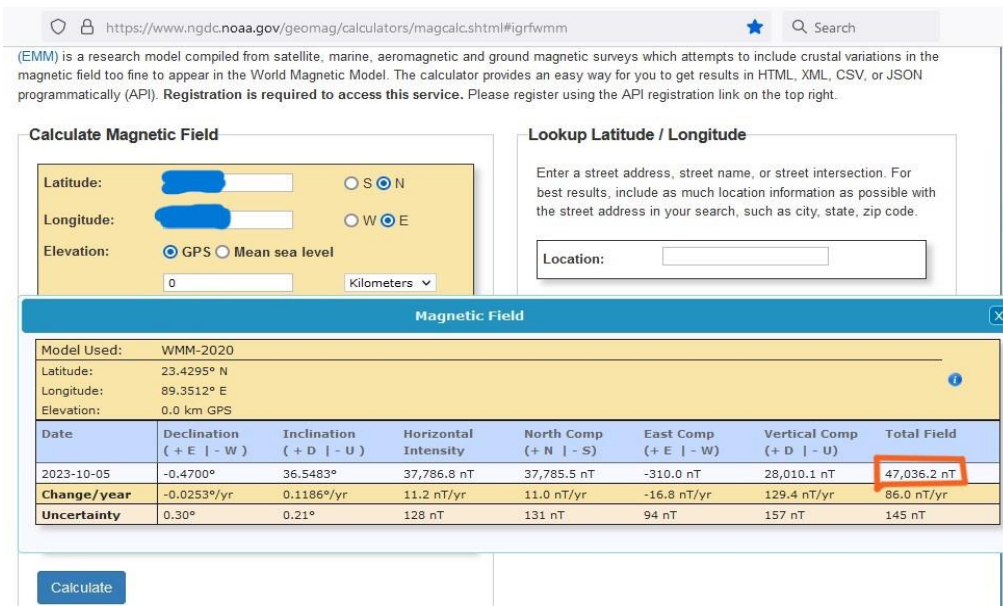 https://www.ngdc.noaa.gov/geomag/calculators/magcalc.shtml#igrfwmm Search
(EMM) is a research model compiled from satellite, marine, aeromagnetic and ground magnetic surveys which attempts to include crustal variations in the
magnetic field too fine to appear in the World Magnetic Model. The calculator provides an easy way for you to get results in HTML, XML, CSV, or JSON
programmatically (API). Registration is required to access this service. Please register using the API registration link on the top right.
Calculate Magnetic Field
Latitude: S N
Longitude: W E
Elevation: GPS Mean sea level
0 Kilometers
Lookup Latitude / Longitude
Enter a street address, street name, or street intersection. For
best results, include as much location information as possible with
the street address in your search, such as city, state, zip code.
Location:
Magnetic Field X
Model Used: WMM-2020
Latitude: 23.4295° N
Longitude: 89.3512° E
Elevation: 0.0 km GPS
Date Declination Inclination Horizontal North Comp East Comp Vertical Comp Total Field
( + E | - W ) ( + D | - U ) Intensity (+ N | - S) (+ E | - W) (+ D | - U)
2023-10-05 -0.4700° 36.5483° 37,786.8 nT 37,785.5 nT -310.0 nT 28,010.1 nT 47,036.2 nT
Change/year -0.0253°/yr 0.1186°/yr 11.2 nT/yr 11.0 nT/yr -16.8 nT/yr 129.4 nT/yr 86.0 nT/yr
Uncertainty 0.30° 0.21° 128 nT 131 nT 94 nT 157 nT 145 nT
Calculate